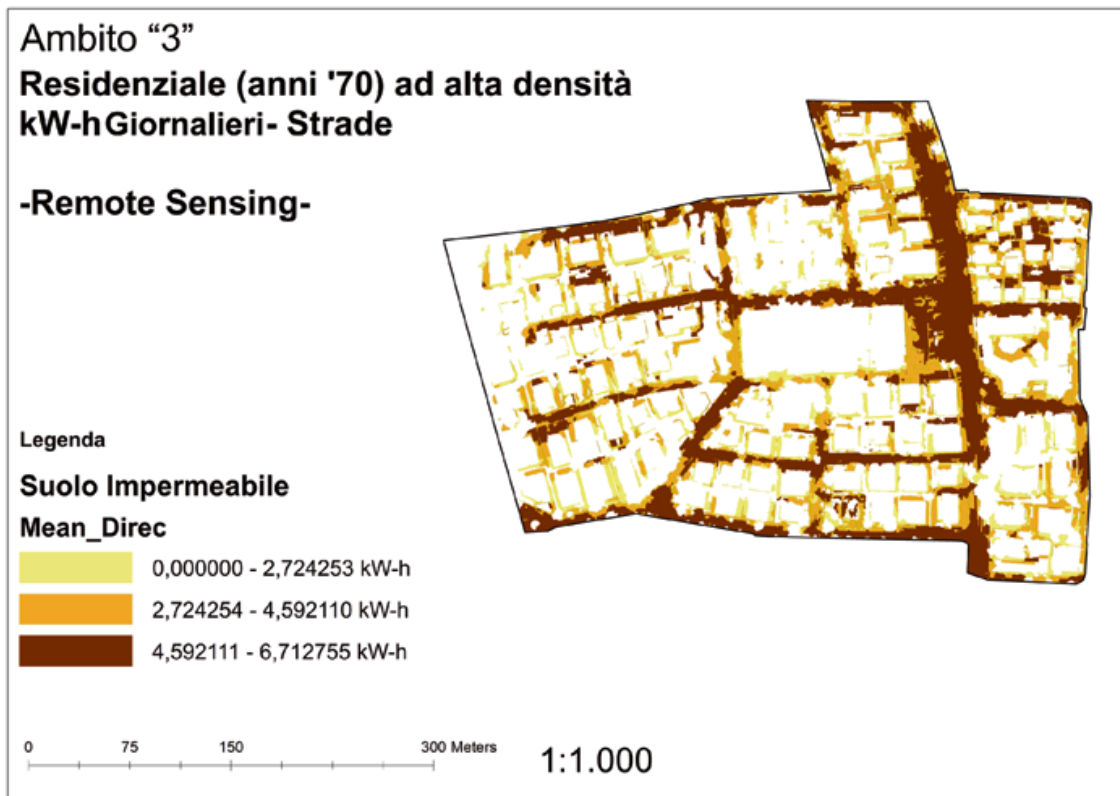 Ambito “3”
Residenziale (anni '70) ad alta densità
kW-h Giornalieri- Strade
-Remote Sensing-
Legenda
Suolo Impermeabile
Mean_Direc
0,000000 - 2,724253 kW-h
2,724254 - 4,592110 kW-h
4,592111 - 6,712755 kW-h
0 75 150 300 Meters
1:1.000